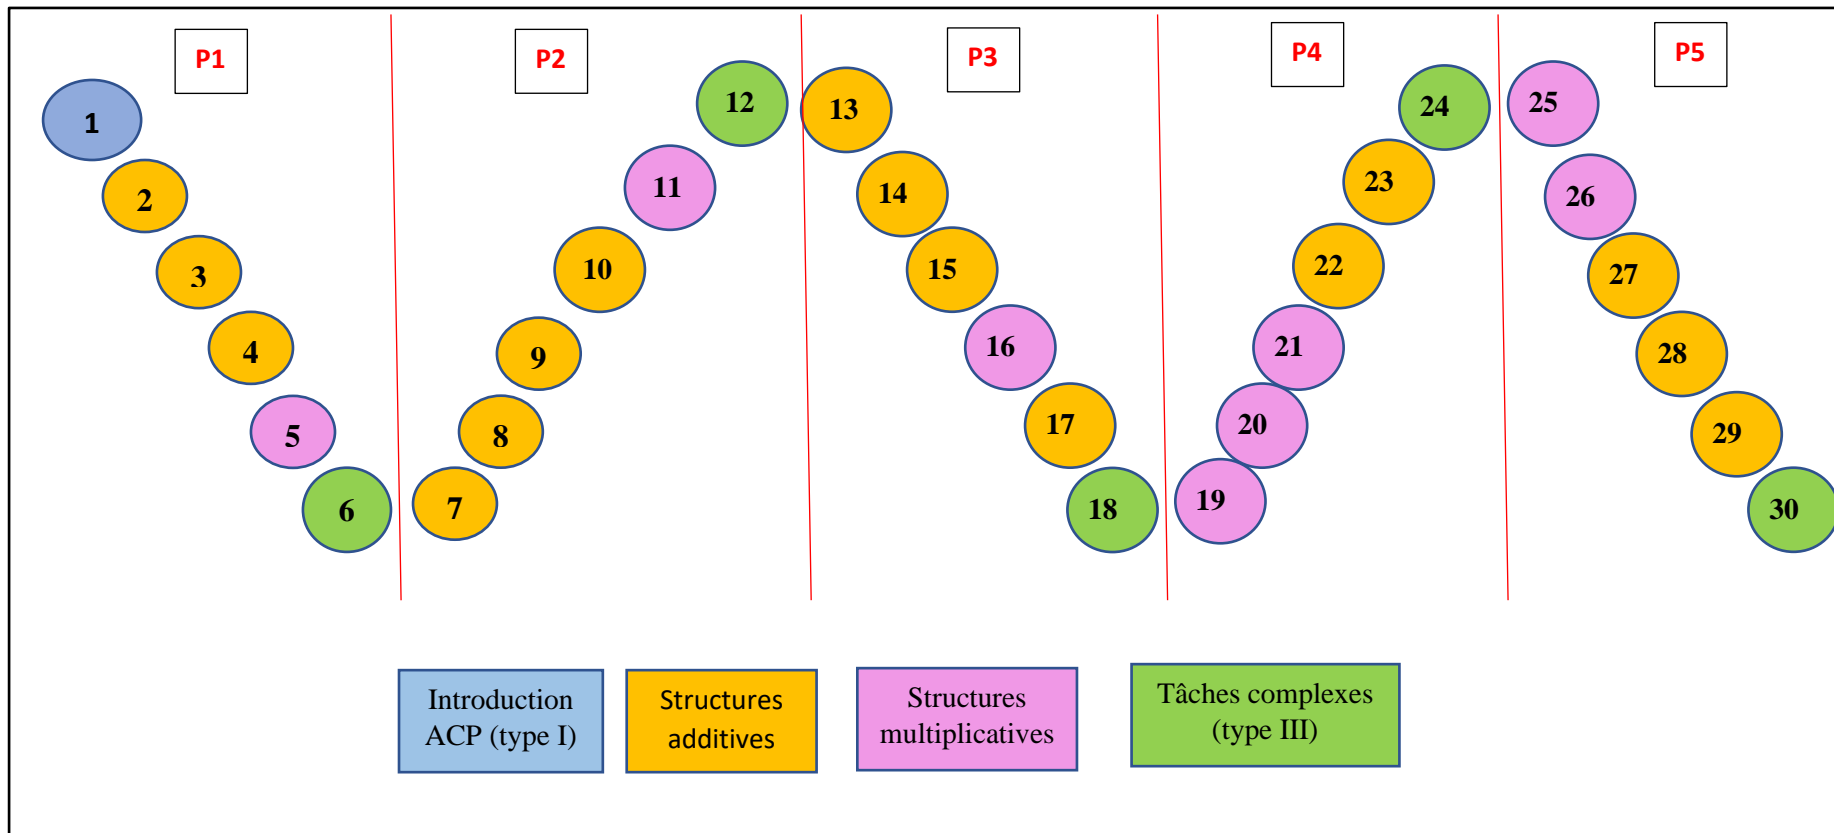 P1
P2
P3
P4
P5
1
2
3
4
5
6
7
8
9
10
11
12
13
14
15
16
17
18
19
20
21
22
23
24
25
26
27
28
29
30
Introduction
ACP (type I)
Structures
additives
Structures
multiplicatives
Tâches complexes
(type III)